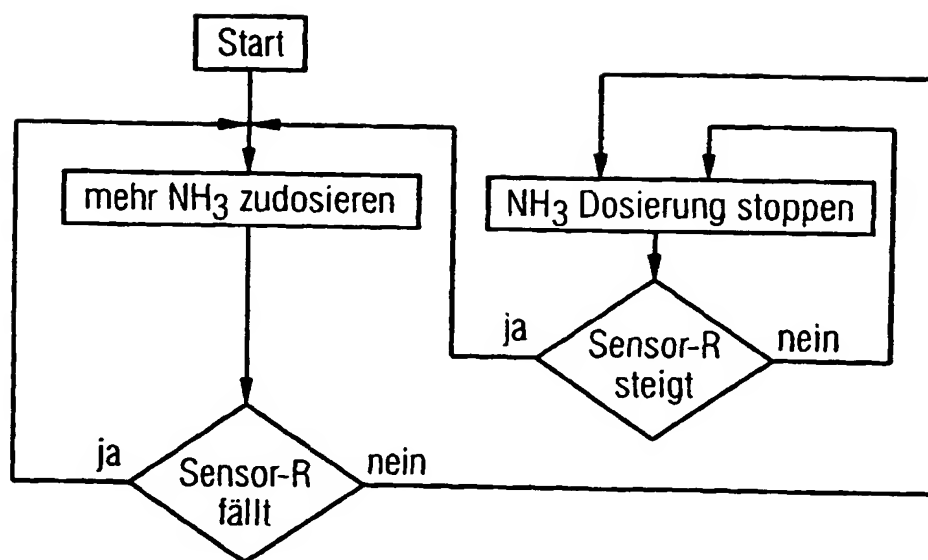 Start
mehr NH3 zudosieren
NH3 Dosierung stoppen
ja
Sensor-R
steigt
nein
ja
Sensor-R
fällt
nein